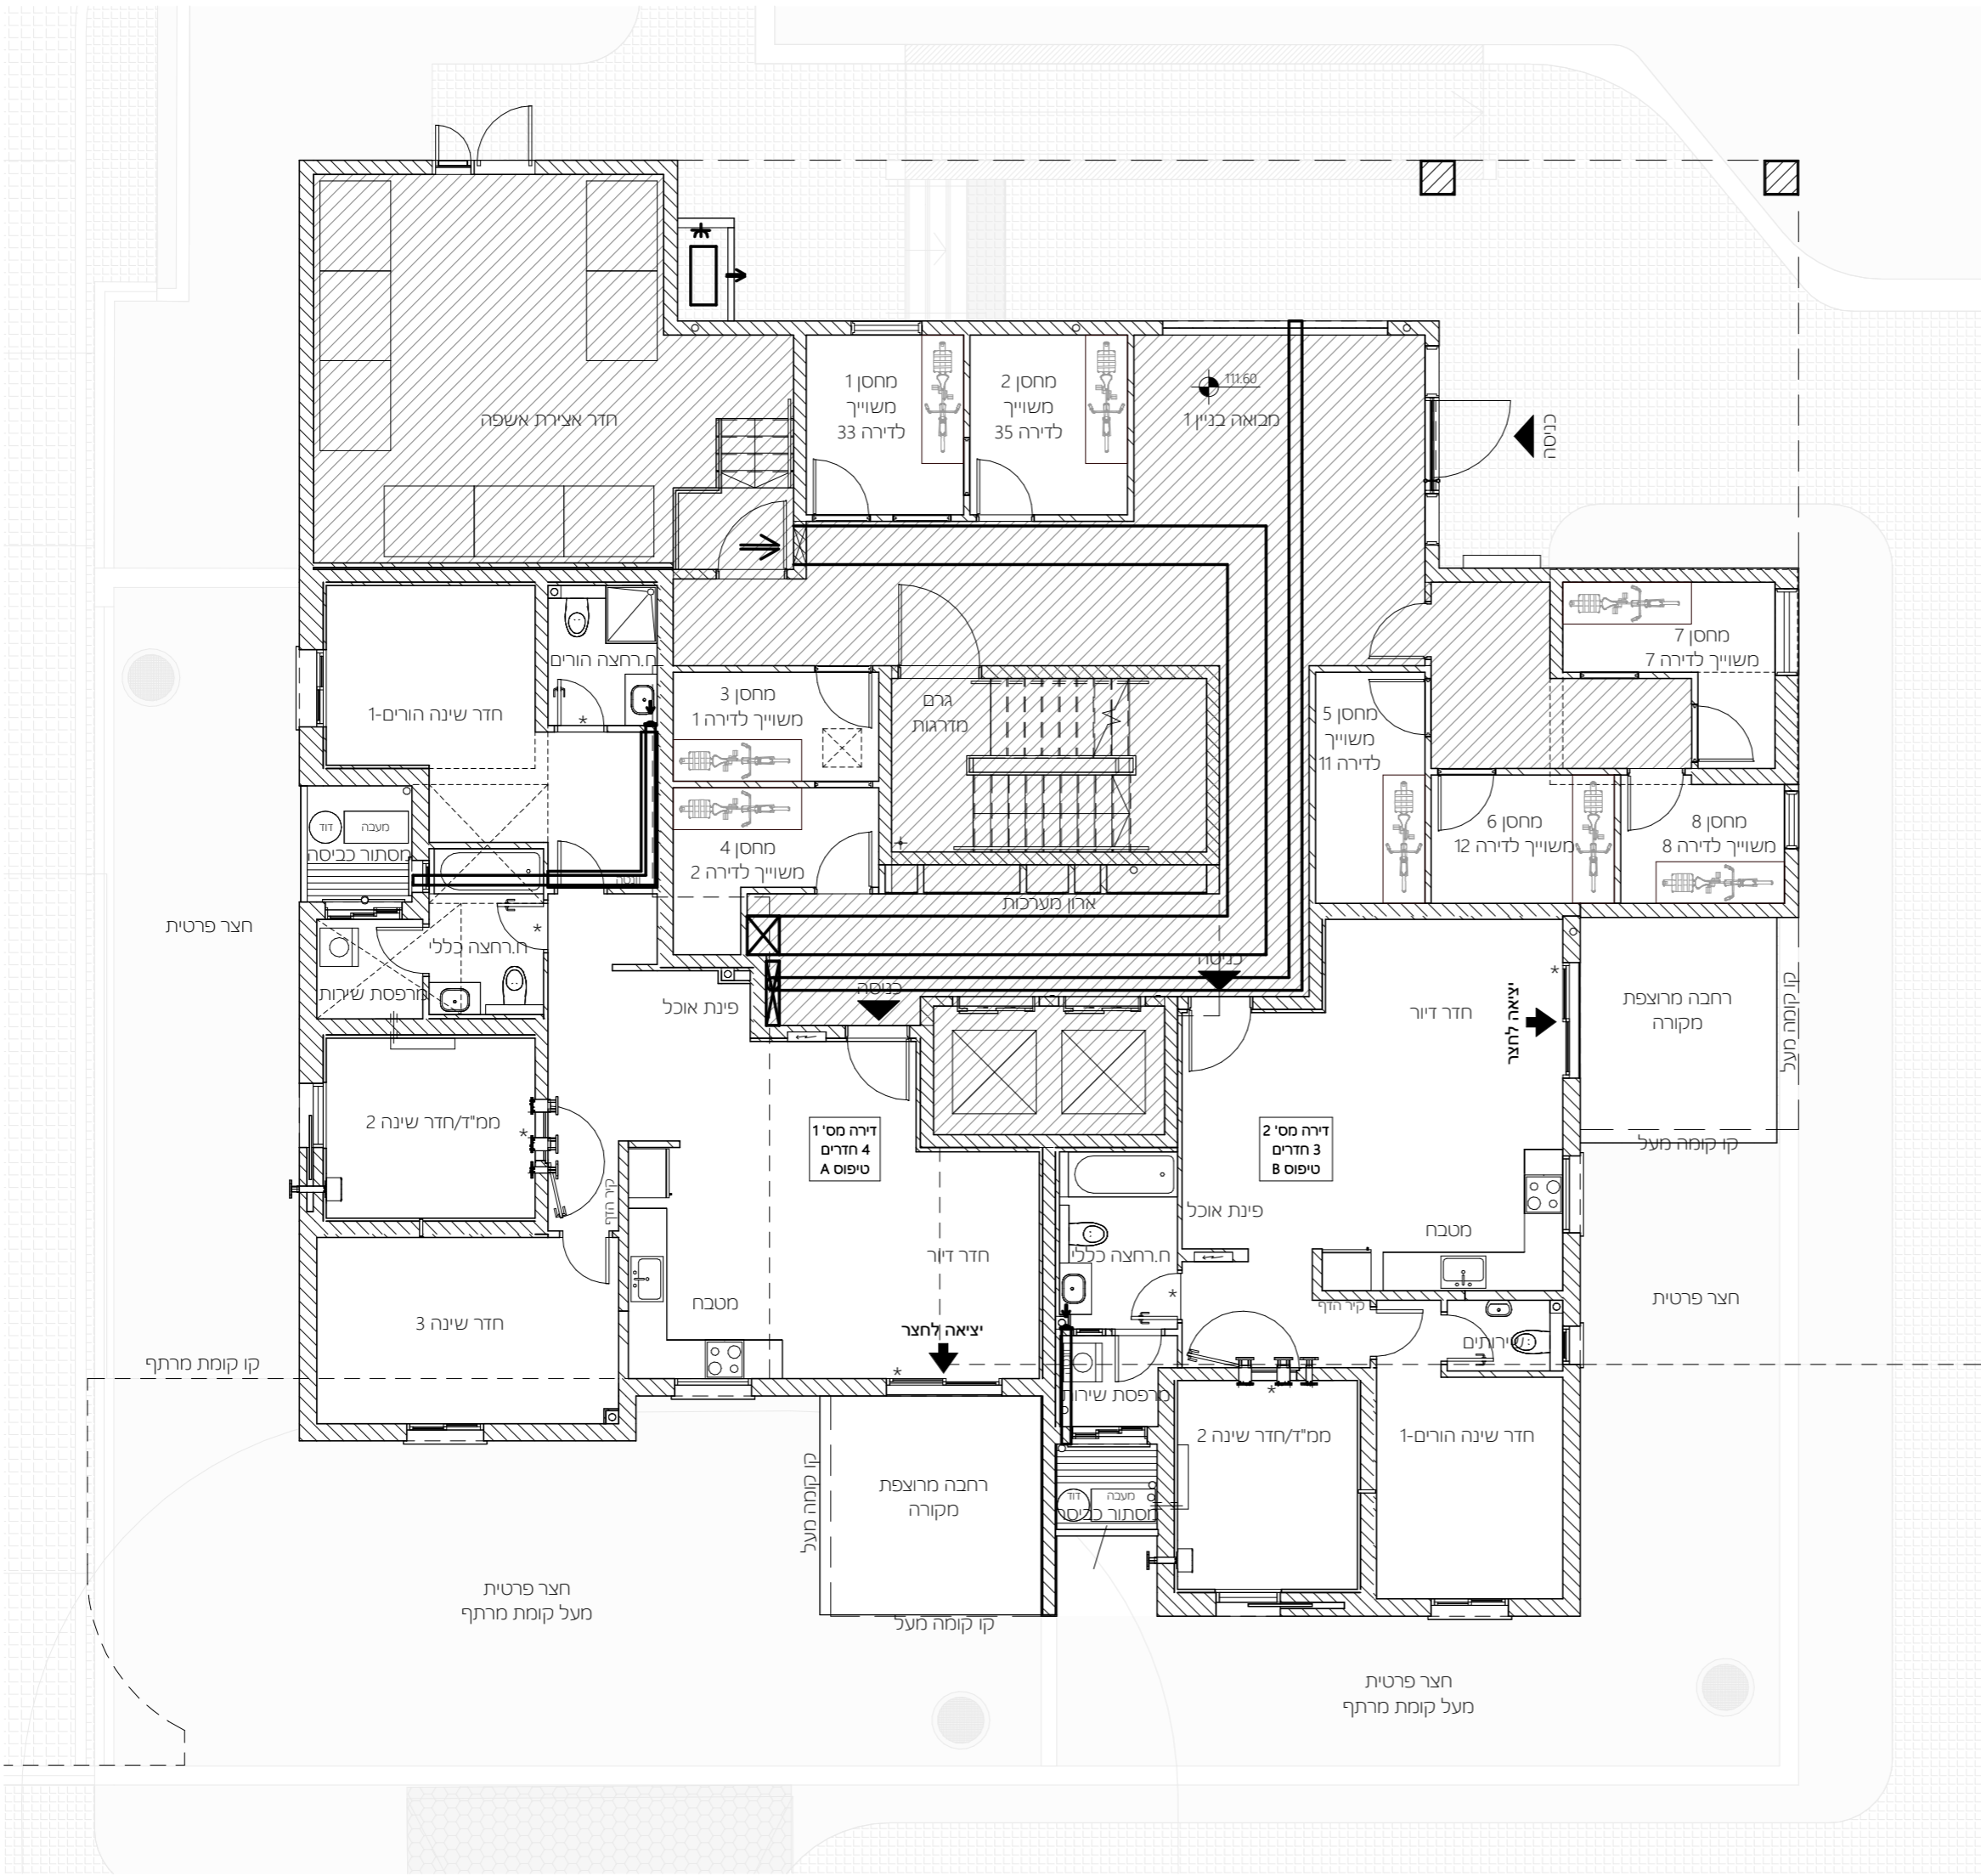 111.60
מבואה בניין 1
מחסן 2
משוייך
לדירה 35
מחסן 1
משוייך
לדירה 33
חדר אצירת אשפה
כניסה
מחסן 7
משוייך לדירה 7
ח.רחצה הורים
חדר שינה הורים-1
מחסן 3
משוייך לדירה 1
גרם
מדרגות
מחסן 5
משוייך
לדירה 11
מחסן 6
משוייך לדירה 12
מחסן 8
משוייך לדירה 8
מחסן 4
משוייך לדירה 2
דוד
מעבה
מסתור כביסה
ארון מערכות
חצר פרטית
ח.רחצה כללי
מרפסת שירות
פינת אוכל
כניסה
כניסה
חדר דיור
יציאה לחצר
רחבה מרוצפת
מקורה
קו קומה מעל
קו קומה מעל
ממ"ד/חדר שינה 2
דירה מס' 1
4 חדרים
טיפוס A
דירה מס' 2
3 חדרים
טיפוס B
קיר הדף
פינת אוכל
מטבח
חדר דיור
ח.רחצה כללי
חצר פרטית
מטבח
חדר שינה 3
יציאה לחצר
קיר הדף
שירותים
קו קומת מרתף
מרפסת שירות
ממ"ד/חדר שינה 2
חדר שינה הורים-1
קו קומה מעל
רחבה מרוצפת
מקורה
דוד
מעבה
מסתור כביסה
חצר פרטית
מעל קומת מרתף
קו קומה מעל
חצר פרטית
מעל קומת מרתף